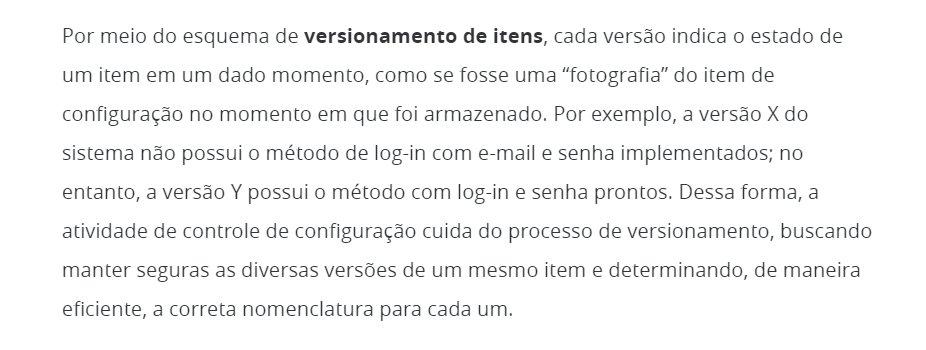 Por meio do esquema de versionamento de itens, cada versão indica o estado de
um item em um dado momento, como se fosse uma “fotografia” do item de
configuração no momento em que foi armazenado. Por exemplo, a versão X do
sistema não possui o método de log-in com e-mail e senha implementados; no
entanto, a versão Y possui o método com log-in e senha prontos. Dessa forma, a
atividade de controle de configuração cuida do processo de versionamento, buscando
manter seguras as diversas versões de um mesmo item e determinando, de maneira
eficiente, a correta nomenclatura para cada um.